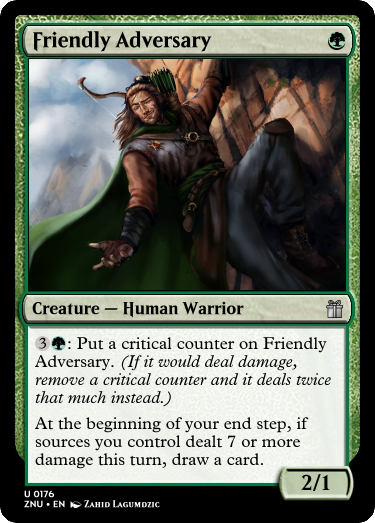 Friendly Adversary
Creature — Human Warrior
3: Put a critical counter on Friendly
Adversary. (If it would deal damage,
remove a critical counter and it deals twice
that much instead.)
At the beginning of your end step, if
sources you control dealt 7 or more
damage this turn, draw a card.
2/1
U 0176
ZNU • EN Zahid Lagumdzic